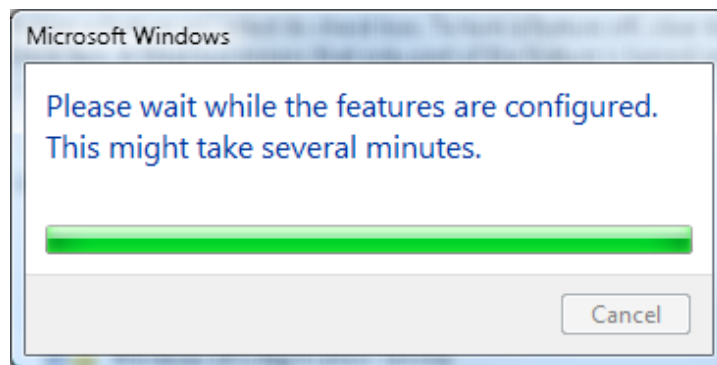 Microsoft Windows
Please wait while the features are configured.
This might take several minutes.
Cancel